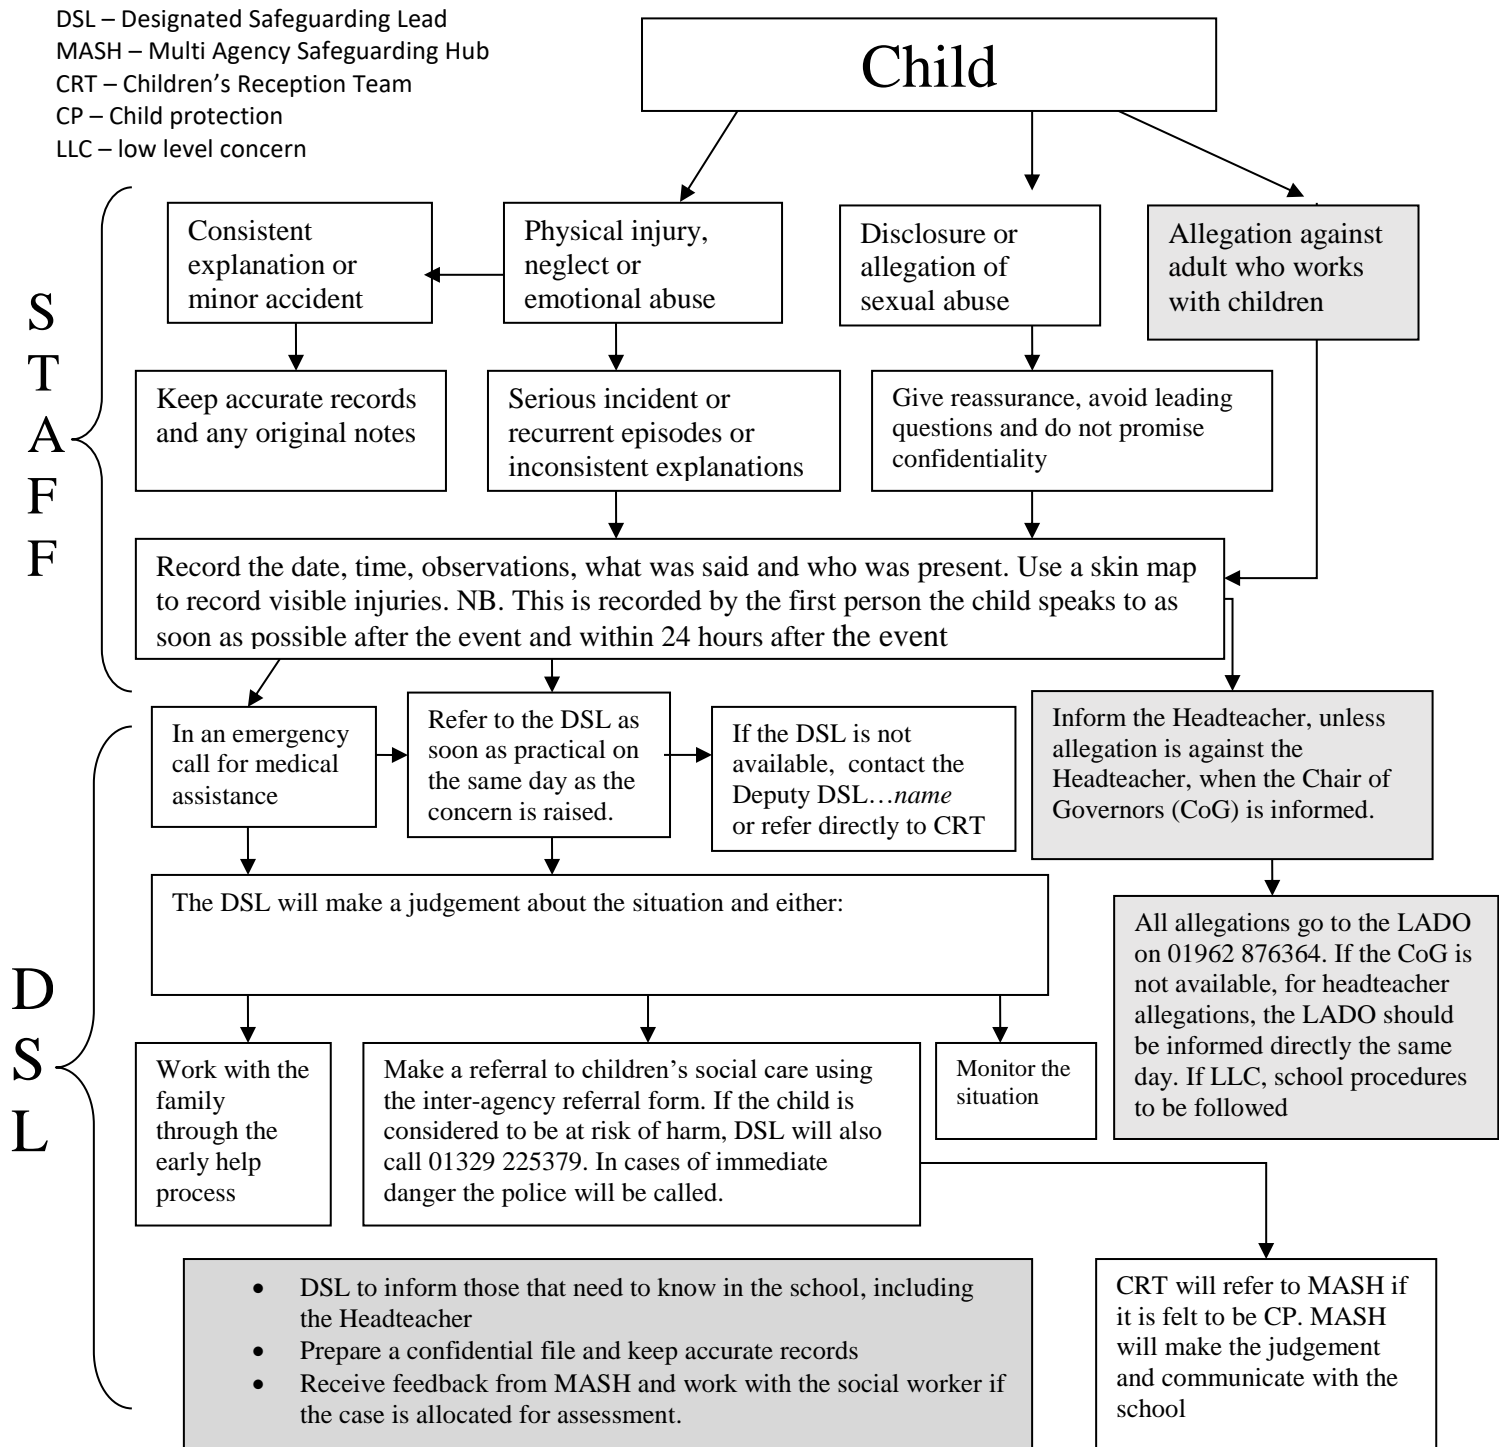 DSL – Designated Safeguarding Lead
MASH – Multi Agency Safeguarding Hub
CRT – Children's Reception Team
CP – Child protection
LLC – low level concern
Child
S
T
A
F
F
Consistent
explanation or
minor accident
Physical injury,
neglect or
emotional abuse
Disclosure or
allegation of
sexual abuse
Allegation against
adult who works
with children
Keep accurate records
and any original notes
Serious incident or
recurrent episodes or
inconsistent explanations
Give reassurance, avoid leading
questions and do not promise
confidentiality
Record the date, time, observations, what was said and who was present. Use a skin map
to record visible injuries. NB. This is recorded by the first person the child speaks to as
soon as possible after the event and within 24 hours after the event
D
S
L
In an emergency
call for medical
assistance
Refer to the DSL as
soon as practical on
the same day as the
concern is raised.
If the DSL is not
available,  contact the
Deputy DSL…name
or refer directly to CRT
Inform the Headteacher, unless
allegation is against the
Headteacher, when the Chair of
Governors (CoG) is informed.
The DSL will make a judgement about the situation and either:
All allegations go to the LADO
on 01962 876364. If the CoG is
not available, for headteacher
allegations, the LADO should
be informed directly the same
day. If LLC, school procedures
to be followed
Work with the
family
through the
early help
process
Make a referral to children's social care using
the inter-agency referral form. If the child is
considered to be at risk of harm, DSL will also
call 01329 225379. In cases of immediate
danger the police will be called.
Monitor the
situation
• DSL to inform those that need to know in the school, including
the Headteacher
• Prepare a confidential file and keep accurate records
• Receive feedback from MASH and work with the social worker if
the case is allocated for assessment.
CRT will refer to MASH if
it is felt to be CP. MASH
will make the judgement
and communicate with the
school